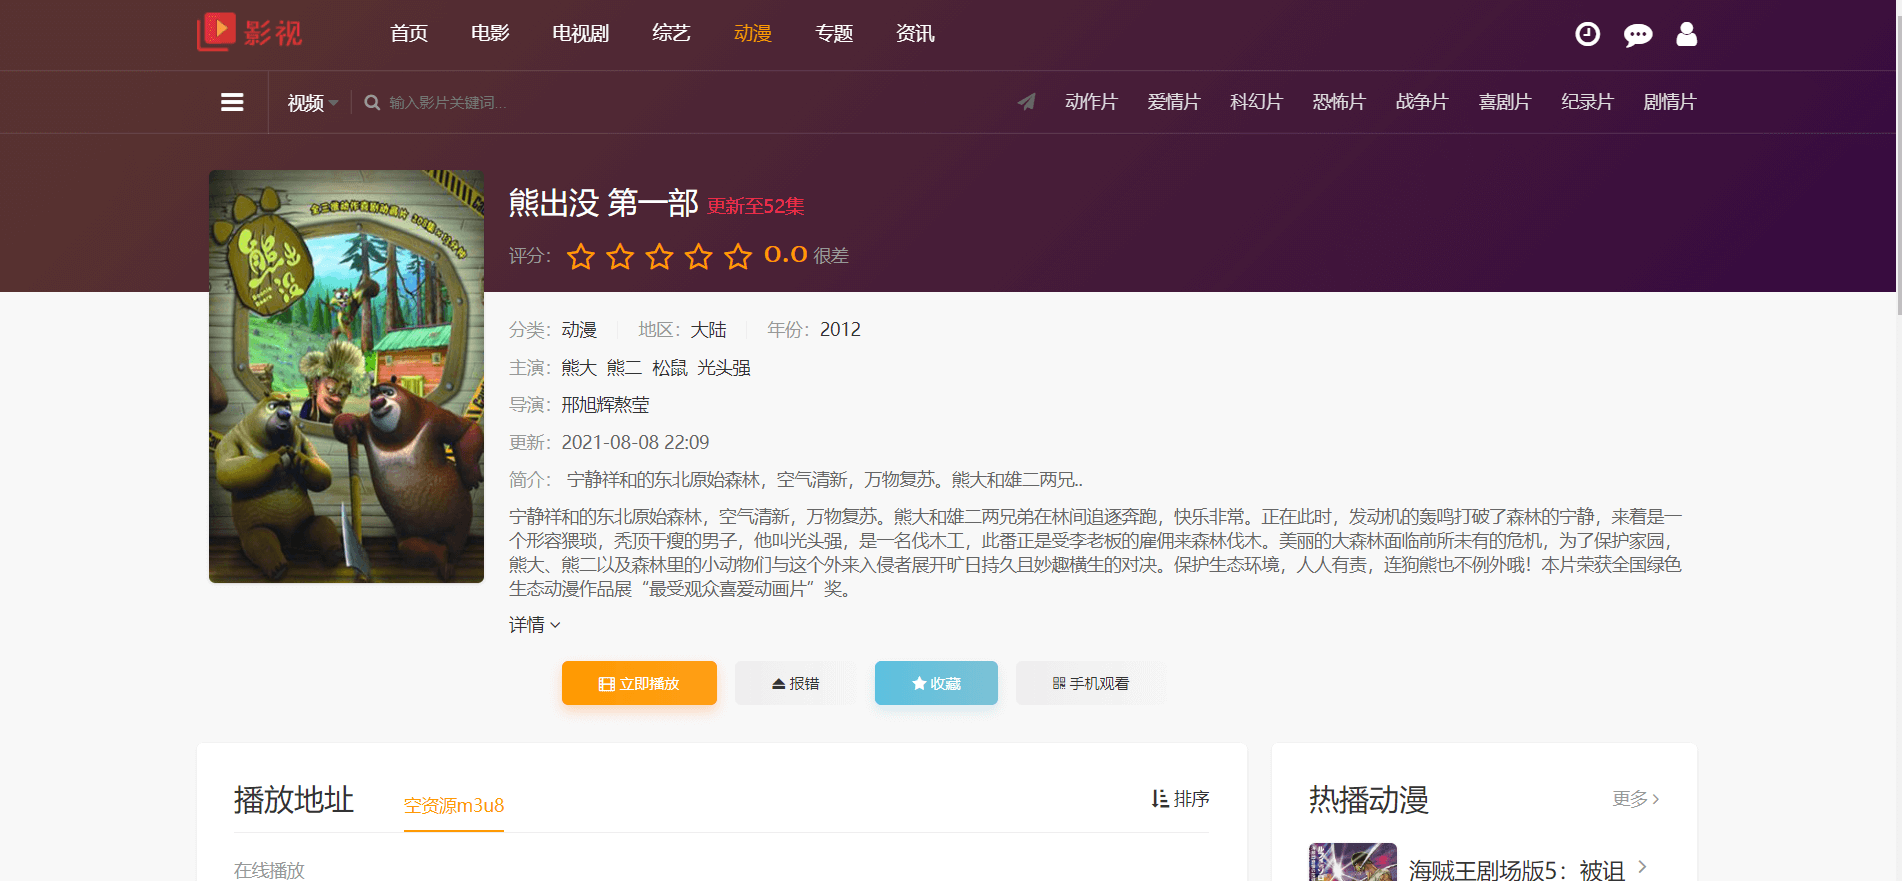 影视
首页 电影 电视剧 综艺 动漫 专题 资讯
视频 输入影片关键词... 动作片 爱情片 科幻片 恐怖片 战争片 喜剧片 纪录片 剧情片
熊出没
Boonie Bears
熊出没 第一部 更新至52集
评分： 0.0 很差
分类： 动漫 地区： 大陆 年份： 2012
主演： 熊大 熊二 松鼠 光头强
导演： 邢旭辉熬莹
更新： 2021-08-08 22:09
简介： 宁静祥和的东北原始森林，空气清新，万物复苏。熊大和雄二两兄..
宁静祥和的东北原始森林，空气清新，万物复苏。熊大和雄二两兄弟在林间追逐奔跑，快乐非常。正在此时，发动机的轰鸣打破了森林的宁静，来着是一
个形容猥琐，秃顶干瘦的男子，他叫光头强，是一名伐木工，此番正是受李老板的雇佣来森林伐木。美丽的大森林面临前所未有的危机，为了保护家园，
熊大、熊二以及森林里的小动物们与这个外来入侵者展开旷日持久且妙趣横生的对决。保护生态环境，人人有责，连狗熊也不例外哦！本片荣获全国绿色
生态动漫作品展“最受观众喜爱动画片”奖。
详情
立即播放 报错 收藏 手机观看
播放地址 空资源m3u8 排序
在线播放
热播动漫 更多
海贼王剧场版5：被诅